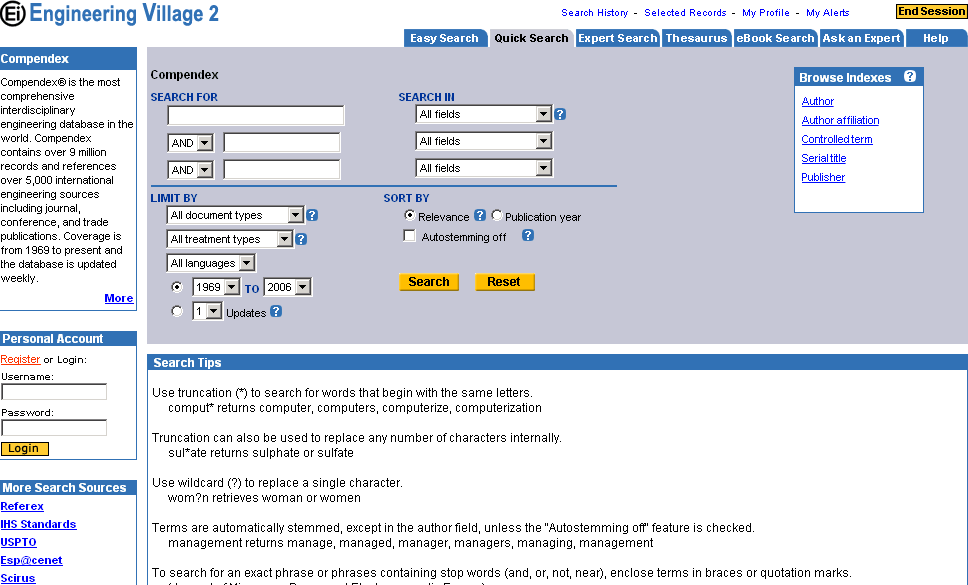 Ei Engineering Village 2
Search History - Selected Records - My Profile - My Alerts
End Session
Easy Search Quick Search Expert Search Thesaurus eBook Search Ask an Expert Help
Compendex
Compendex® is the most
comprehensive
interdisciplinary
engineering database in the
world. Compendex
contains over 9 million
records and references
over 5,000 international
engineering sources
including journal,
conference, and trade
publications. Coverage is
from 1969 to present and
the database is updated
weekly.
More
Personal Account
Register or Login:
Username:
Password:
Login
More Search Sources
Referex
IHS Standards
USPTO
Esp@cenet
Scirus
Compendex
SEARCH FOR SEARCH IN
All fields ?
AND All fields
AND All fields
LIMIT BY SORT BY
All document types ? Relevance ? Publication year
All treatment types ? Autostemming off ?
All languages
1969 TO 2006 Search Reset
1 Updates ?
Browse Indexes ?
Author
Author affiliation
Controlled term
Serial title
Publisher
Search Tips
Use truncation (*) to search for words that begin with the same letters.
comput* returns computer, computers, computerize, computerization
Truncation can also be used to replace any number of characters internally.
sul*ate returns sulphate or sulfate
Use wildcard (?) to replace a single character.
wom?n retrieves woman or women
Terms are automatically stemmed, except in the author field, unless the "Autostemming off" feature is checked.
management returns manage, managed, manager, managers, managing, management
To search for an exact phrase or phrases containing stop words (and, or, not, near), enclose terms in braces or quotation marks.